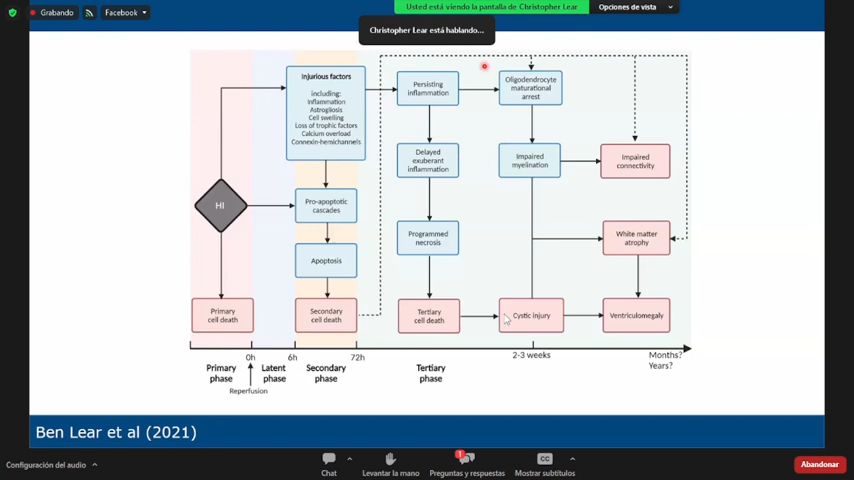 Grabando
Facebook
Usted está viendo la pantalla de Christopher Lear
Opciones de vista
Christopher Lear está hablando...
Injurious factors
including:
Inflammation
Astrogliosis
Cell swelling
Loss of trophic factors
Calcium overload
Connexin-hemichannels
Persisting
inflammation
Oligodendrocyte
maturational
arrest
Delayed
exuberant
inflammation
Impaired
myelination
Impaired
connectivity
HI
Pro-apoptotic
cascades
Programmed
necrosis
White matter
atrophy
Apoptosis
Primary
cell death
Secondary
cell death
Tertiary
cell death
Cystic injury
Ventriculomegaly
0h
6h
72h
2-3 weeks
Months?
Years?
Primary
phase
Latent
phase
Secondary
phase
Tertiary
phase
Reperfusion
Ben Lear et al (2021)
Configuración del audio
Chat
Levantar la mano
1
Preguntas y respuestas
CC
Mostrar subtítulos
Abandonar